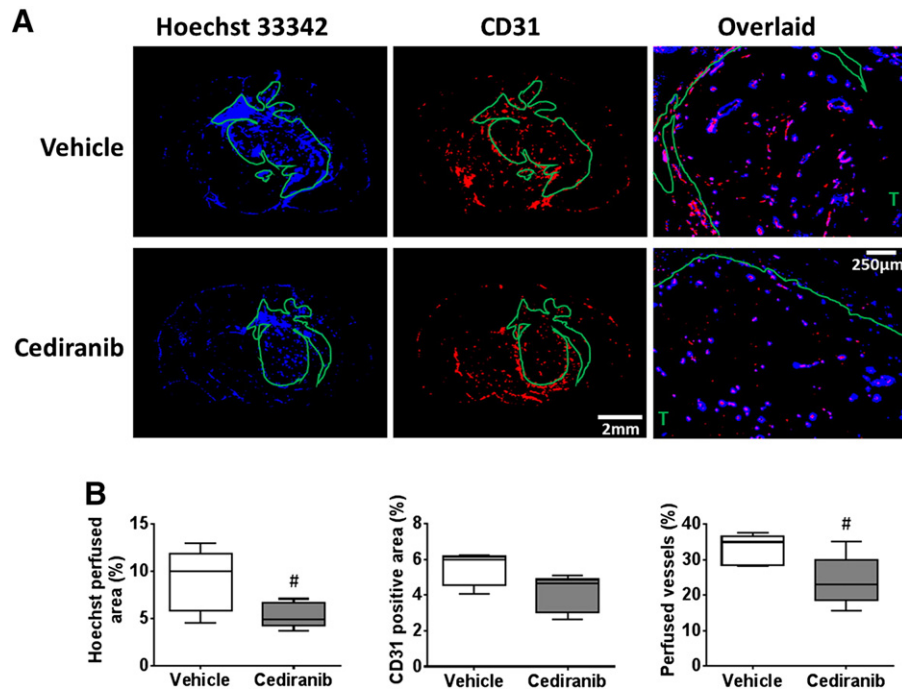 A
Hoechst 33342
CD31
Overlaid
Vehicle
T
250µm
Cediranib
2mm
T
B
Hoechst perfused
area (%)
15
10
5
0
Vehicle
Cediranib
#
CD31 positive area (%)
8
6
4
2
0
Vehicle
Cediranib
Perfused vessels (%)
40
30
20
10
0
Vehicle
Cediranib
#